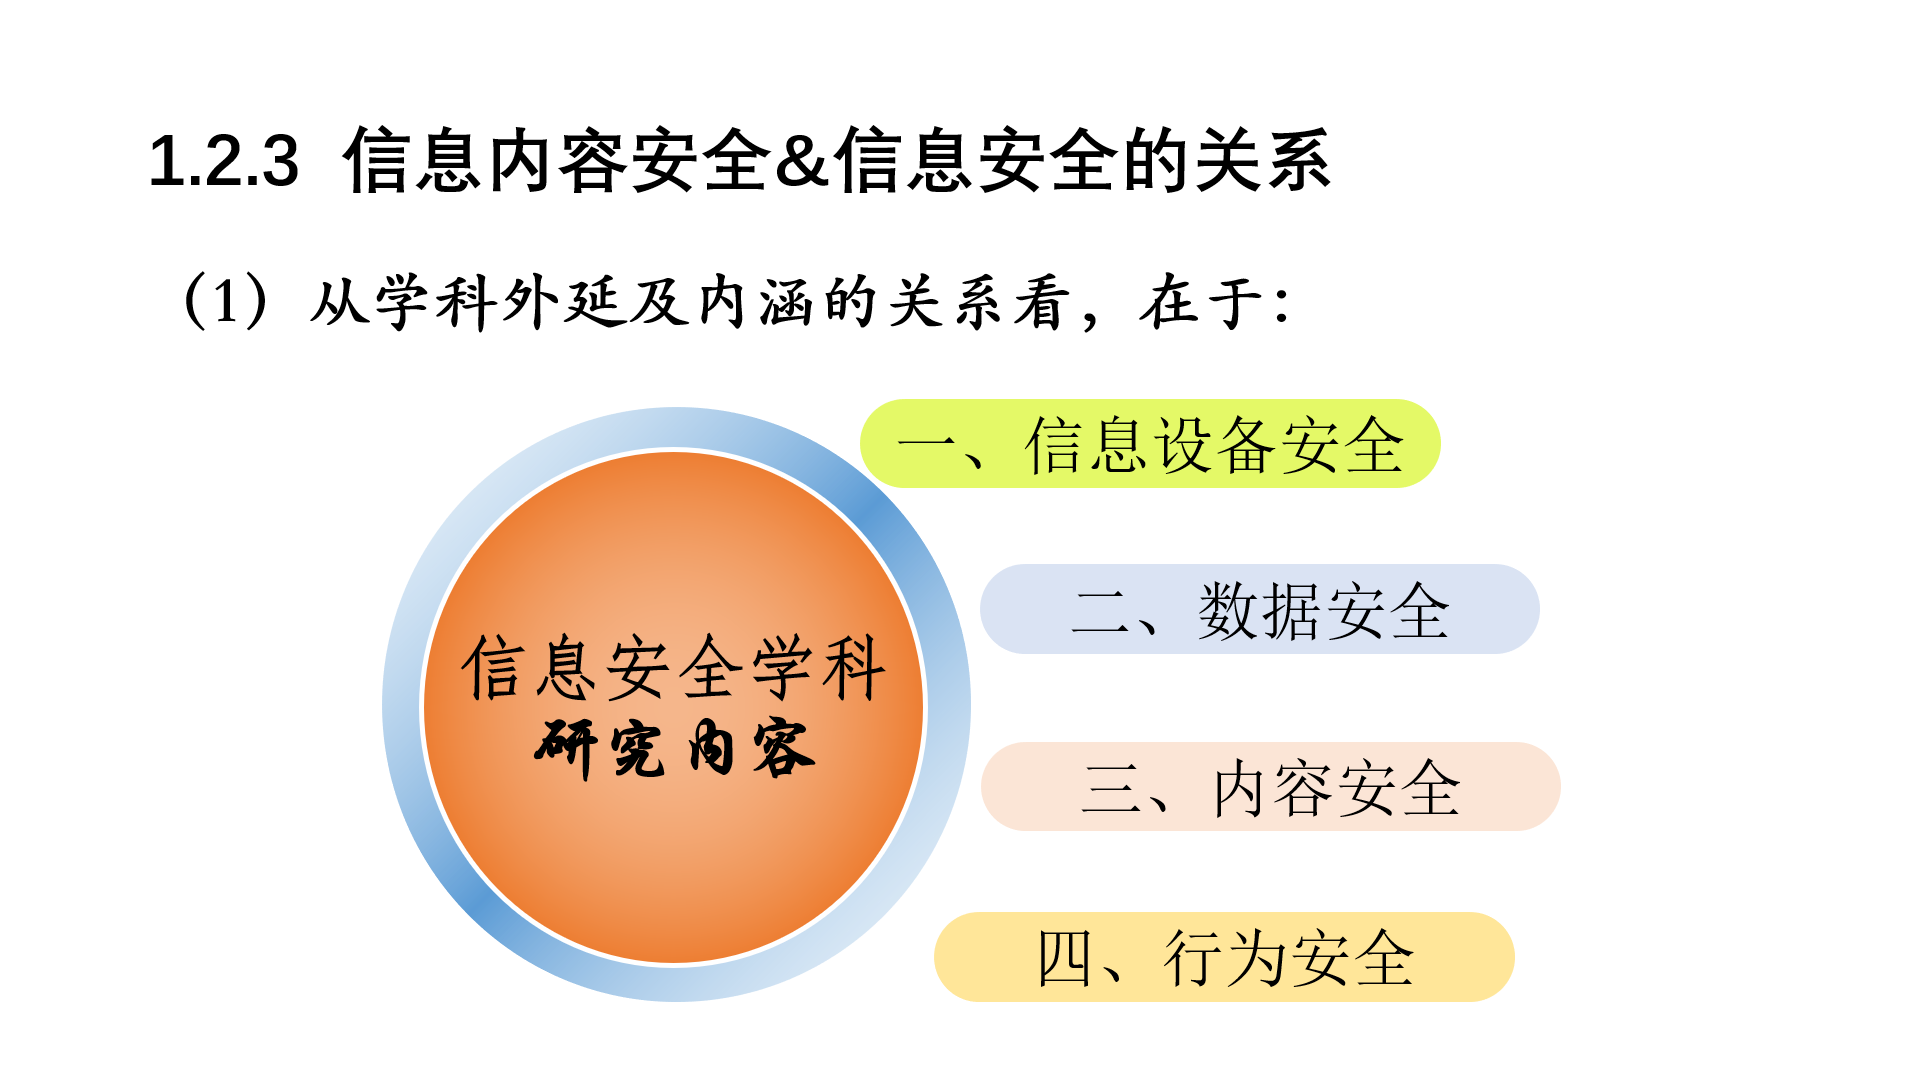 1.2.3 信息内容安全&信息安全的关系
（1）从学科外延及内涵的关系看，在于：
一、信息设备安全
二、数据安全
信息安全学科
研究内容
三、内容安全
四、行为安全